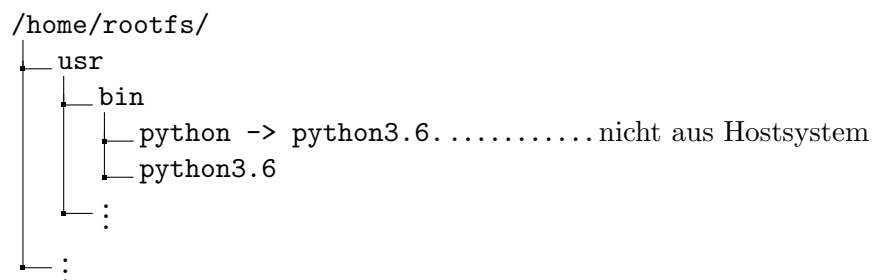 /home/rootfs/
usr
bin
python -> python3.6............nicht aus Hostsystem
python3.6
⋮
⋮